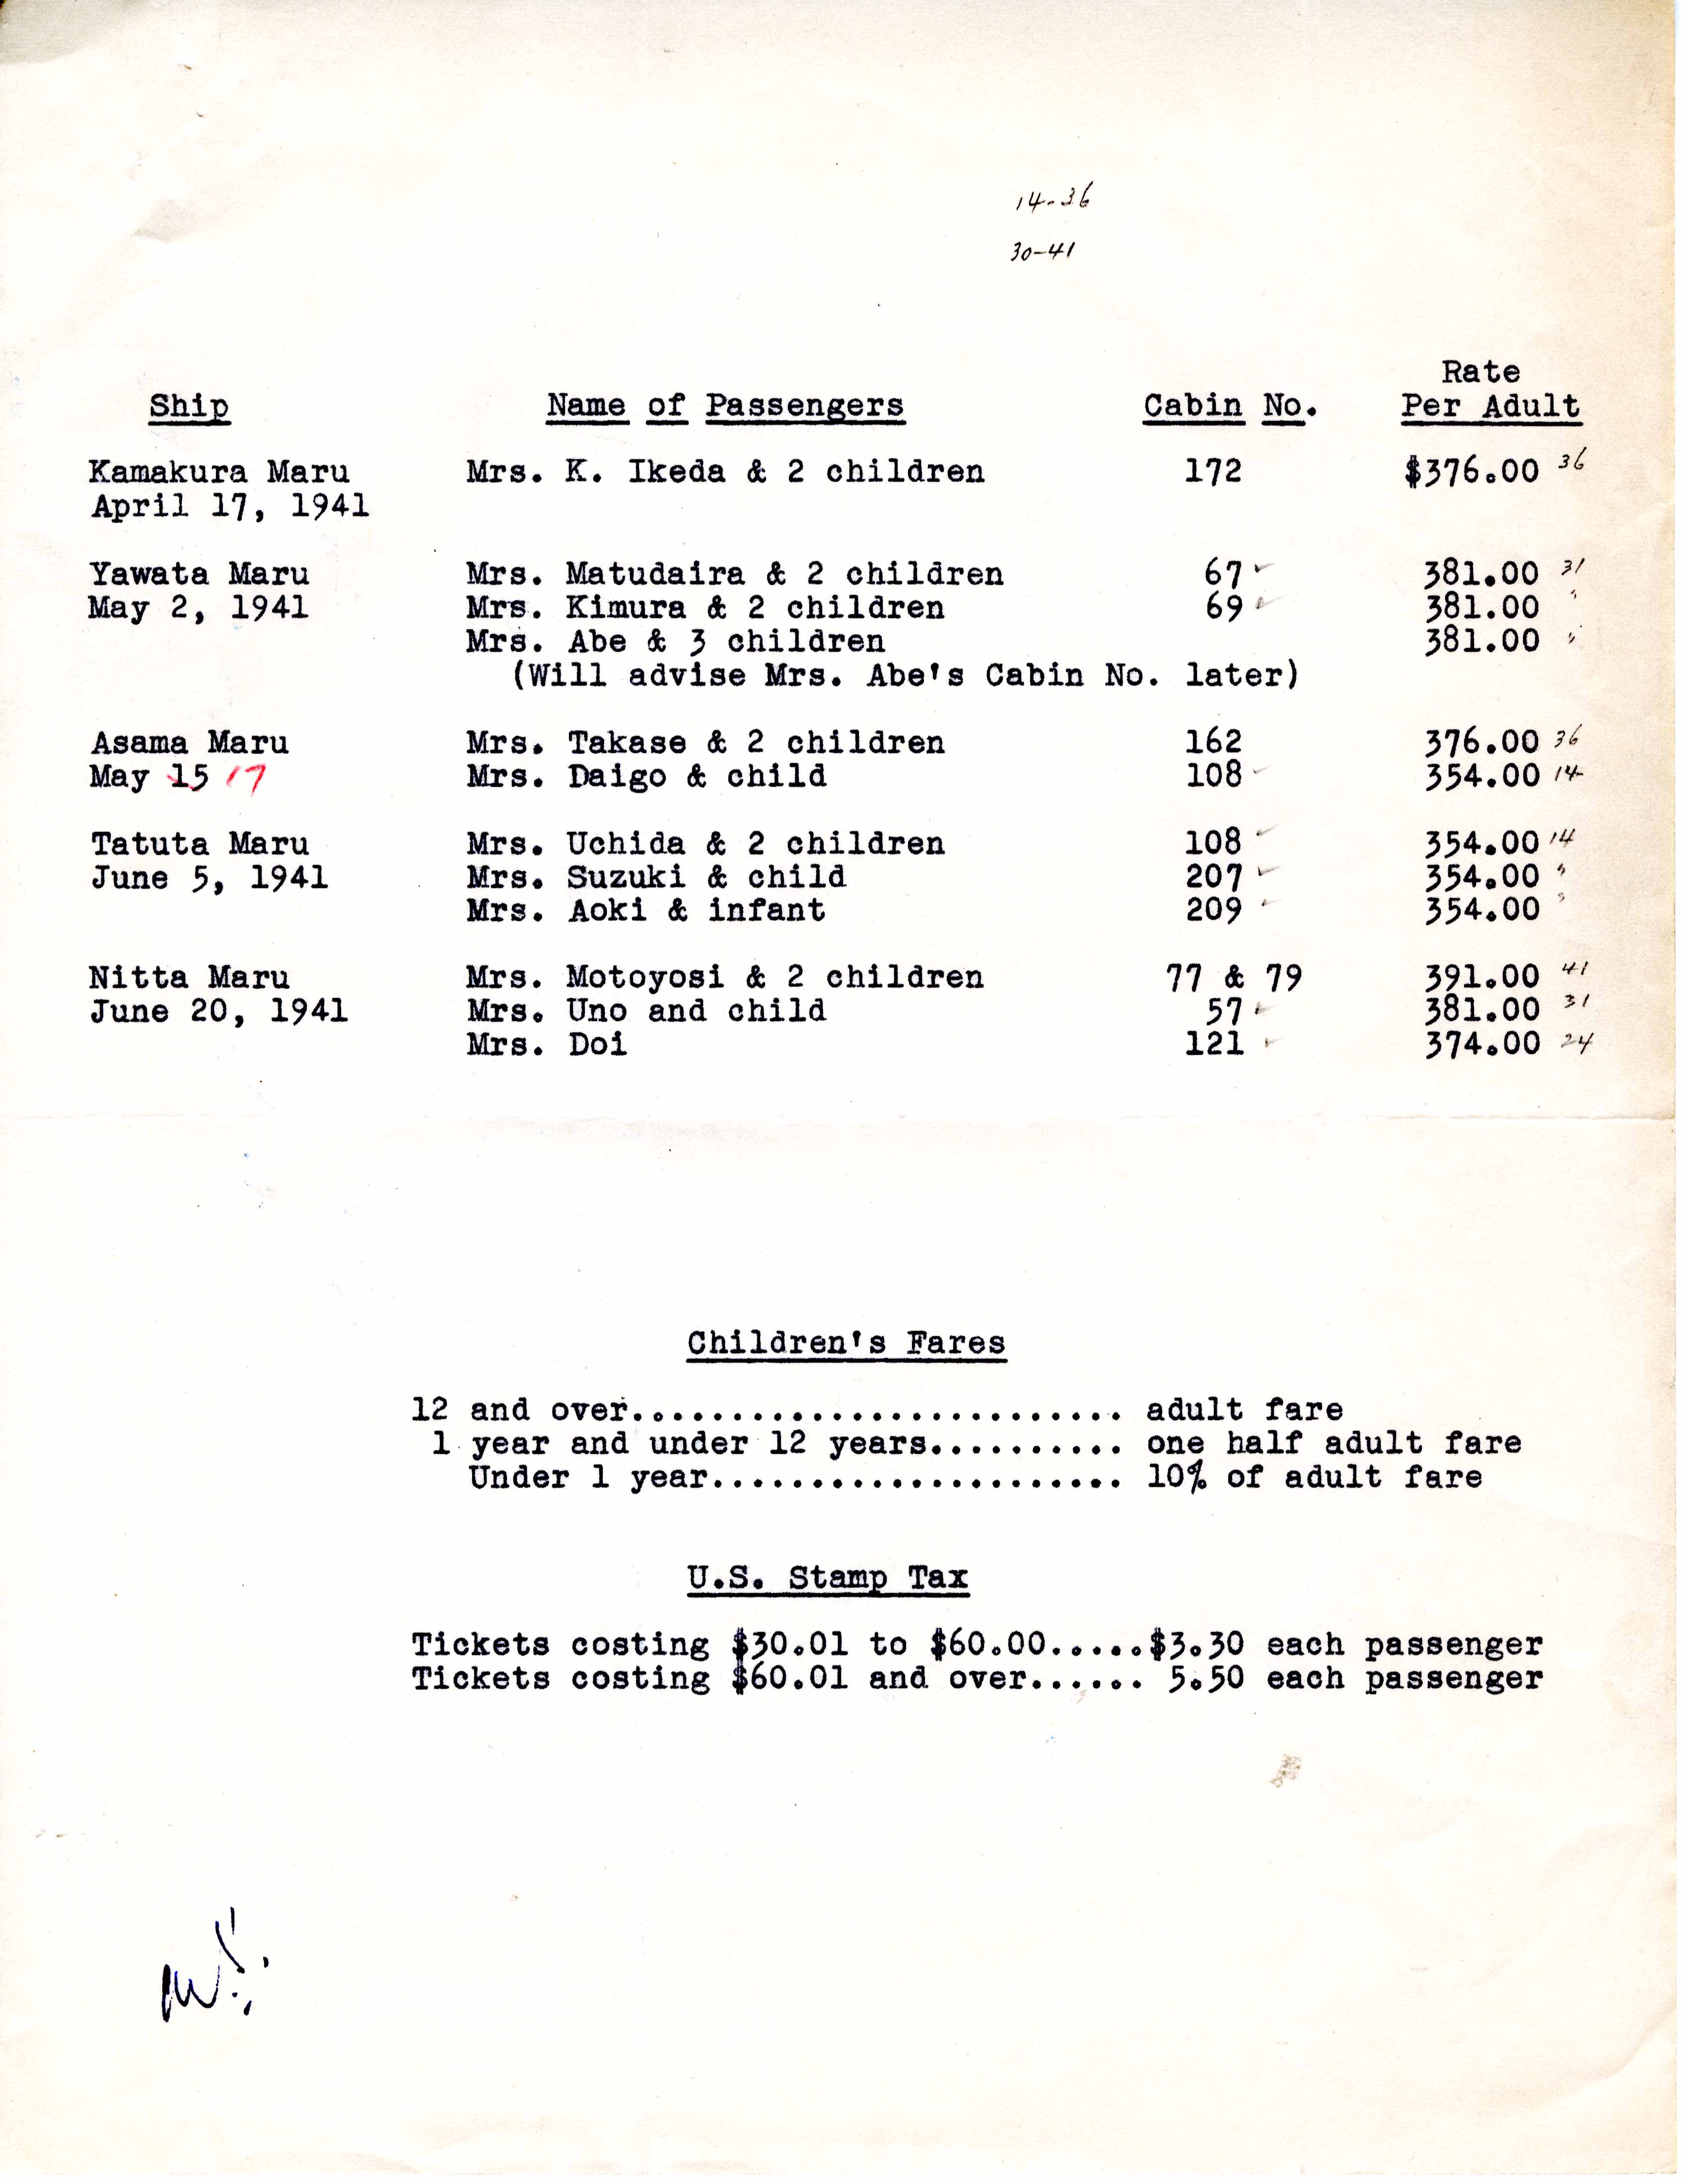 14-36
30-41
Rate
Ship Name of Passengers Cabin No. Per Adult
Kamakura Maru Mrs. K. Ikeda & 2 children 172 $376.00 36
April 17, 1941
Yawata Maru Mrs. Matudaira & 2 children 67 381.00 31
May 2, 1941 Mrs. Kimura & 2 children 69 381.00 "
Mrs. Abe & 3 children 381.00 "
(Will advise Mrs. Abe's Cabin No. later)
Asama Maru Mrs. Takase & 2 children 162 376.00 36
May 15 17 Mrs. Daigo & child 108 354.00 14
Tatuta Maru Mrs. Uchida & 2 children 108 354.00 14
June 5, 1941 Mrs. Suzuki & child 207 354.00 "
Mrs. Aoki & infant 209 354.00 "
Nitta Maru Mrs. Motoyosi & 2 children 77 & 79 391.00 41
June 20, 1941 Mrs. Uno and child 57 381.00 31
Mrs. Doi 121 374.00 24
Children's Fares
12 and over......................... adult fare
1 year and under 12 years.......... one half adult fare
Under 1 year..................... 10% of adult fare
U.S. Stamp Tax
Tickets costing $30.01 to $60.00.....$3.30 each passenger
Tickets costing $60.01 and over...... 5.50 each passenger